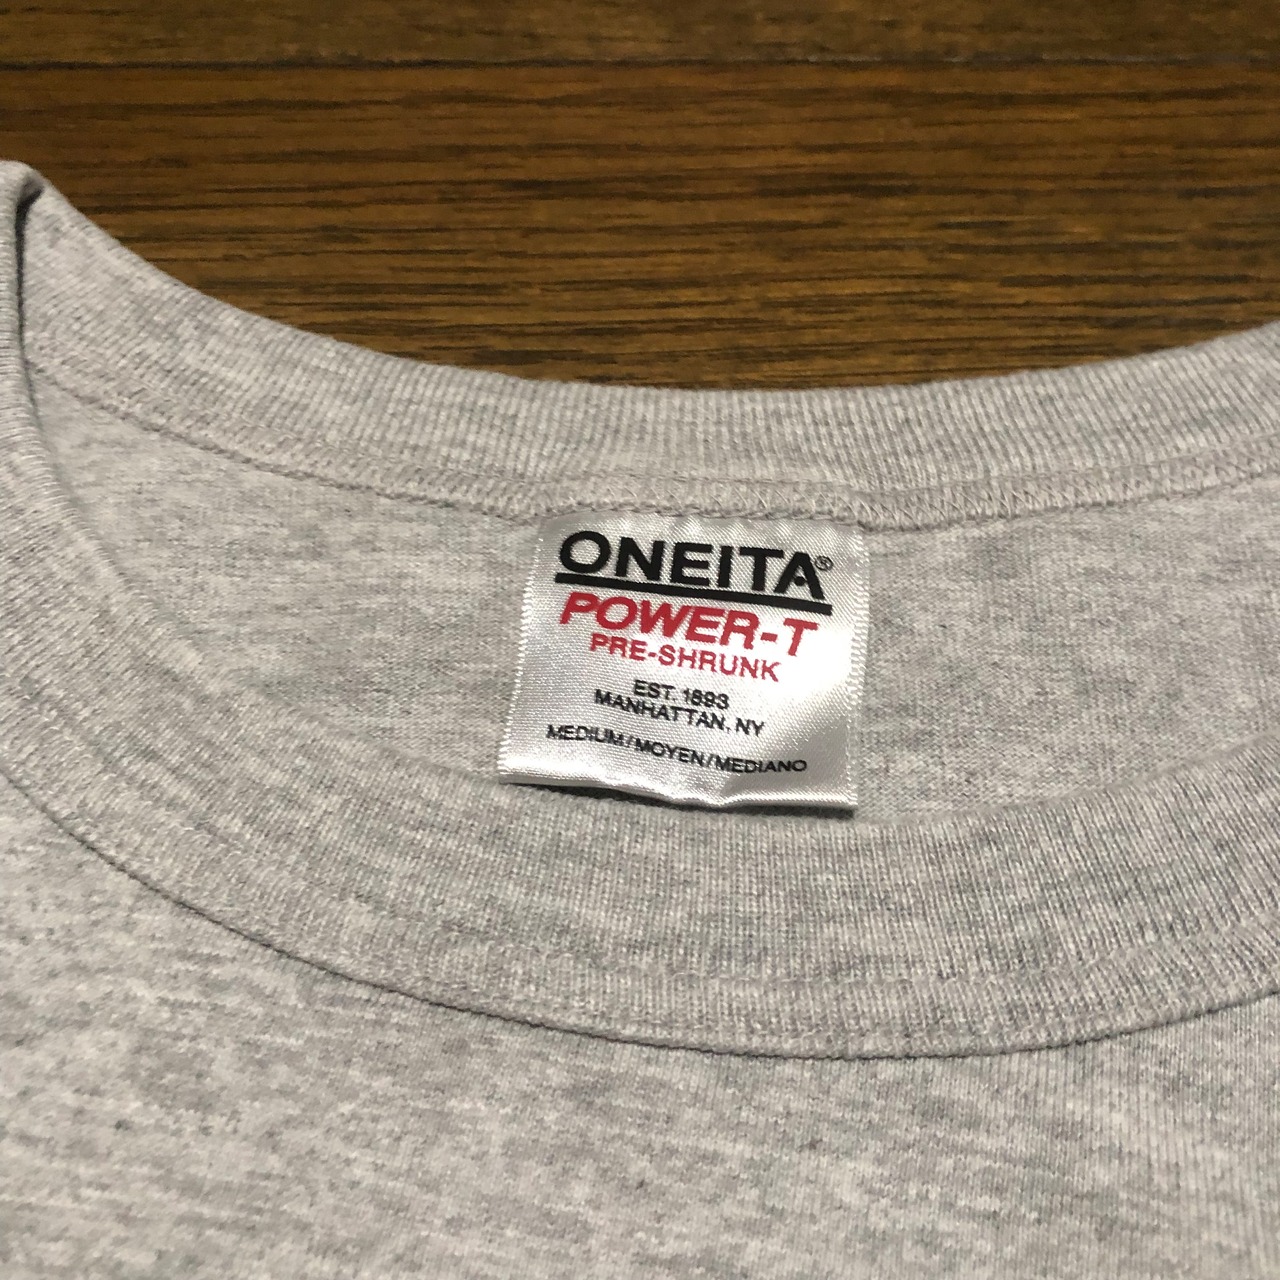 ONEITA®
POWER-T
PRE-SHRUNK
EST. 1893
MANHATTAN, NY
MEDIUM/MOYEN/MEDIANO